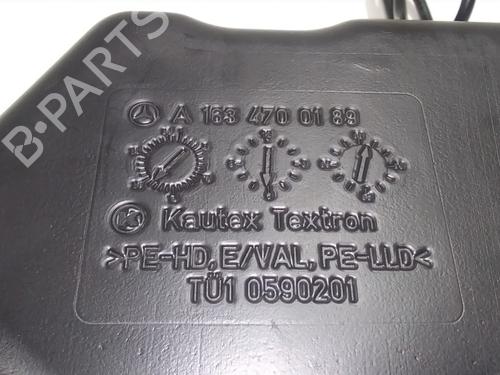 B-PARTS
A 163 470 01 89
Kautex Textron
>PE-HD, E/VAL, PE-LLD<
TÜ1 0590201